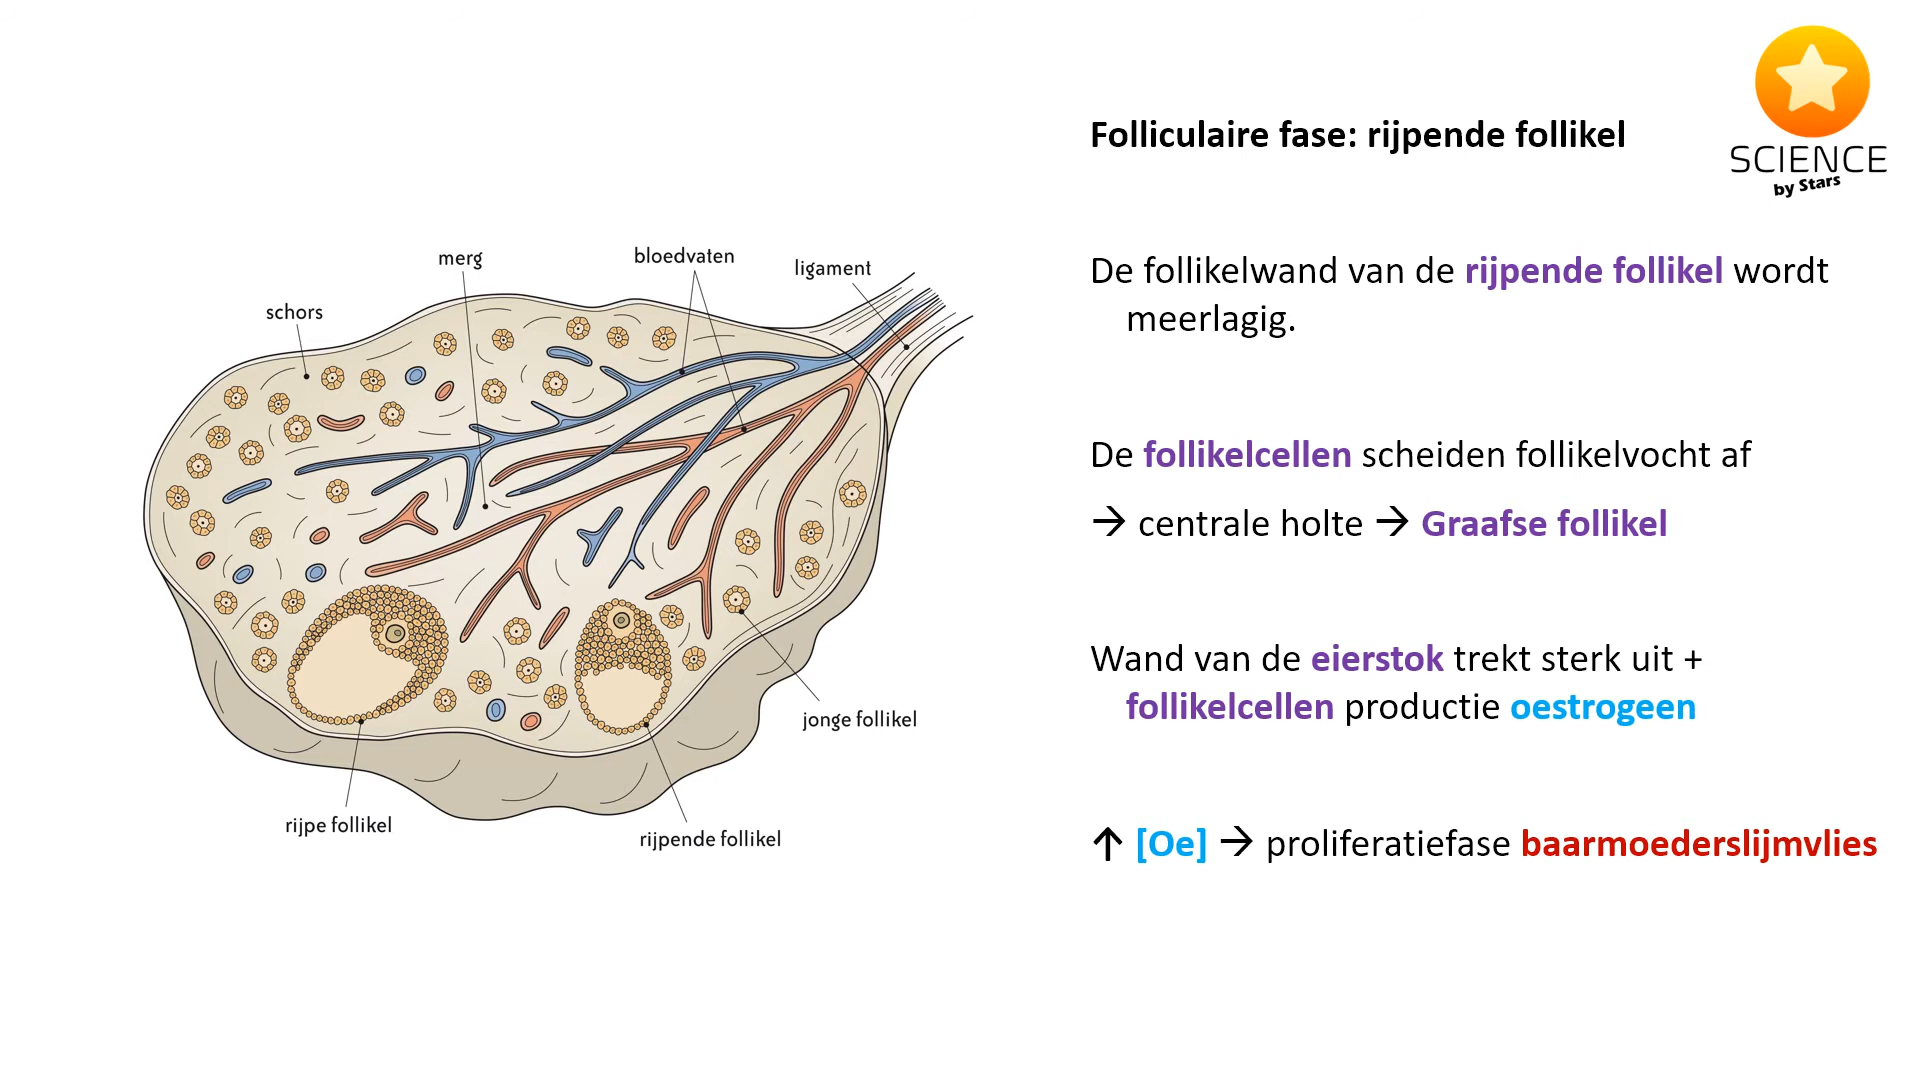 Folliculaire fase: rijpende follikel
SCIENCE
by Stars
De follikelwand van de rijpende follikel wordt
meerlagig.
De follikelcellen scheiden follikelvocht af
→ centrale holte → Graafse follikel
Wand van de eierstok trekt sterk uit +
follikelcellen productie oestrogeen
↑ [Oe] → proliferatiefase baarmoederslijmvlies
merg
bloedvaten
ligament
schors
jonge follikel
rijpe follikel
rijpende follikel